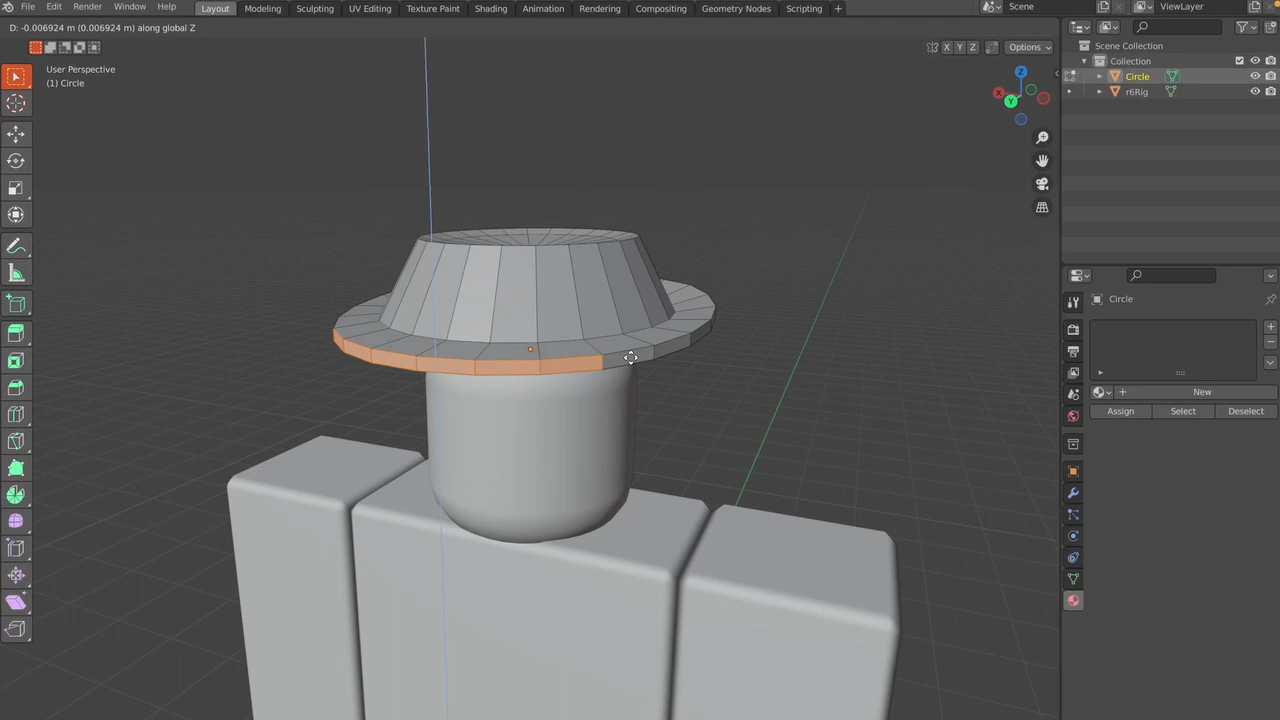 File Edit Render Window Help Layout Modeling Sculpting UV Editing Texture Paint Shading Animation Rendering Compositing Geometry Nodes Scripting + Scene ViewLayer
D: -0.006924 m (0.006924 m) along global Z
X Y Z Options
User Perspective
(1) Circle
Scene Collection
Collection
Circle
r6Rig
Z
X
Y
Circle
+ New
Assign Select Deselect